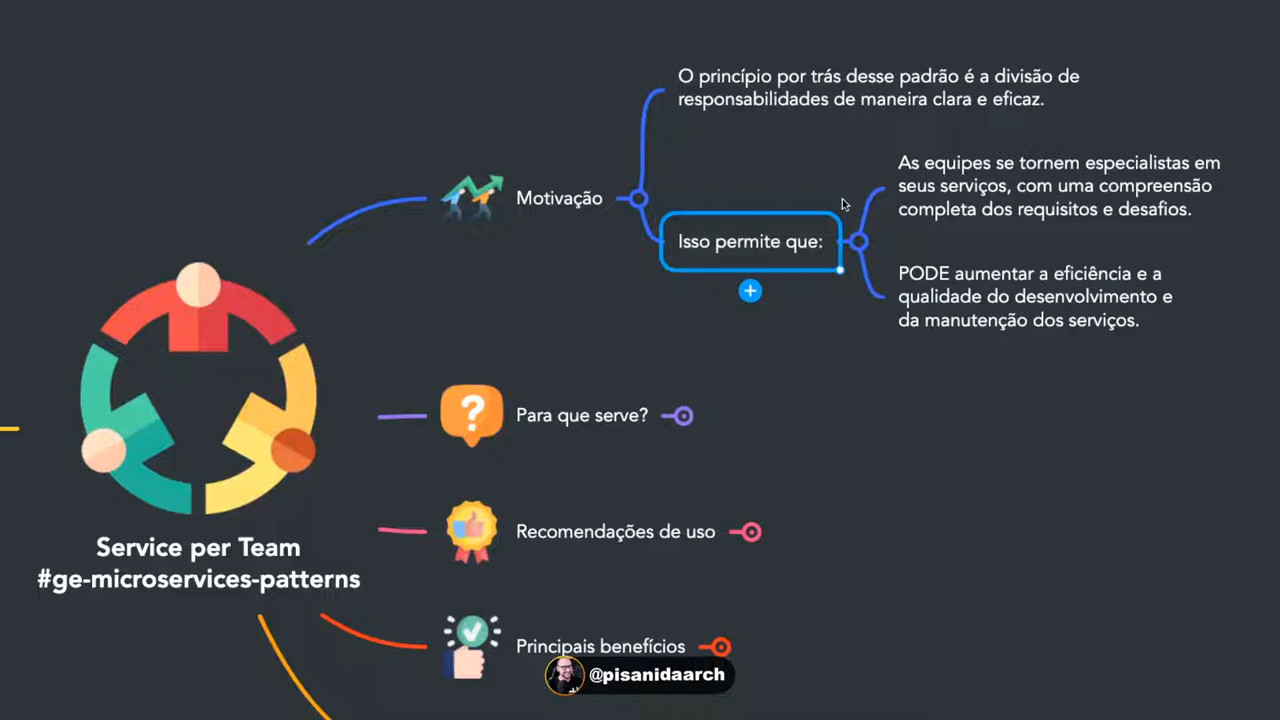 O princípio por trás desse padrão é a divisão de
responsabilidades de maneira clara e eficaz.
As equipes se tornem especialistas em
seus serviços, com uma compreensão
completa dos requisitos e desafios.
Motivação
Isso permite que:
PODE aumentar a eficiência e a
qualidade do desenvolvimento e
da manutenção dos serviços.
Para que serve?
Recomendações de uso
Service per Team
#ge-microservices-patterns
Principais benefícios
@pisanidaarch